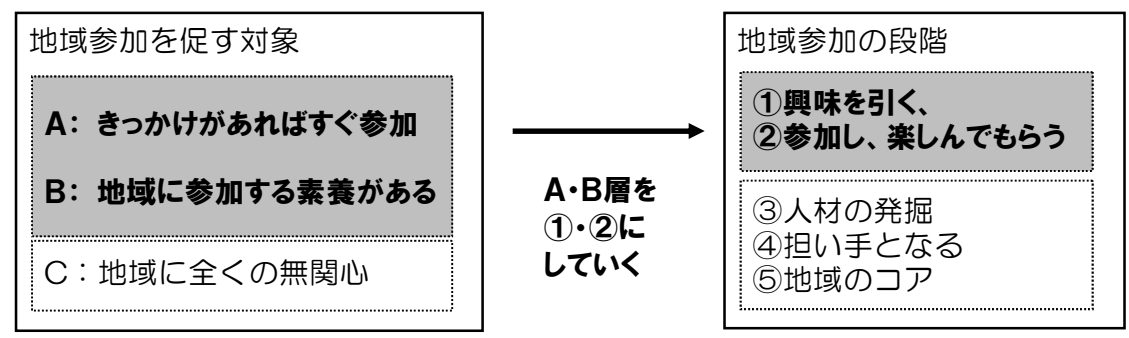 地域参加を促す対象
A： きっかけがあればすぐ参加
B： 地域に参加する素養がある
C：地域に全くの無関心
A・B層を
①・②に
していく
地域参加の段階
①興味を引く、
②参加し、楽しんでもらう
③人材の発掘
④担い手となる
⑤地域のコア